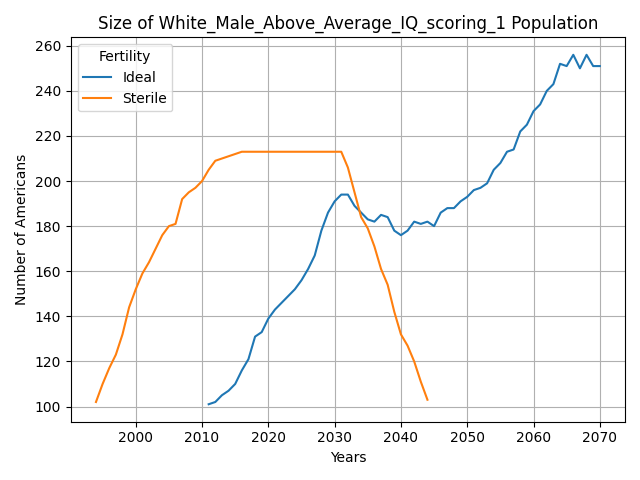 Size of White_Male_Above_Average_IQ_scoring_1 Population
Fertility
Ideal
Sterile
Number of Americans
260
240
220
200
180
160
140
120
100
2000 2010 2020 2030 2040 2050 2060 2070
Years